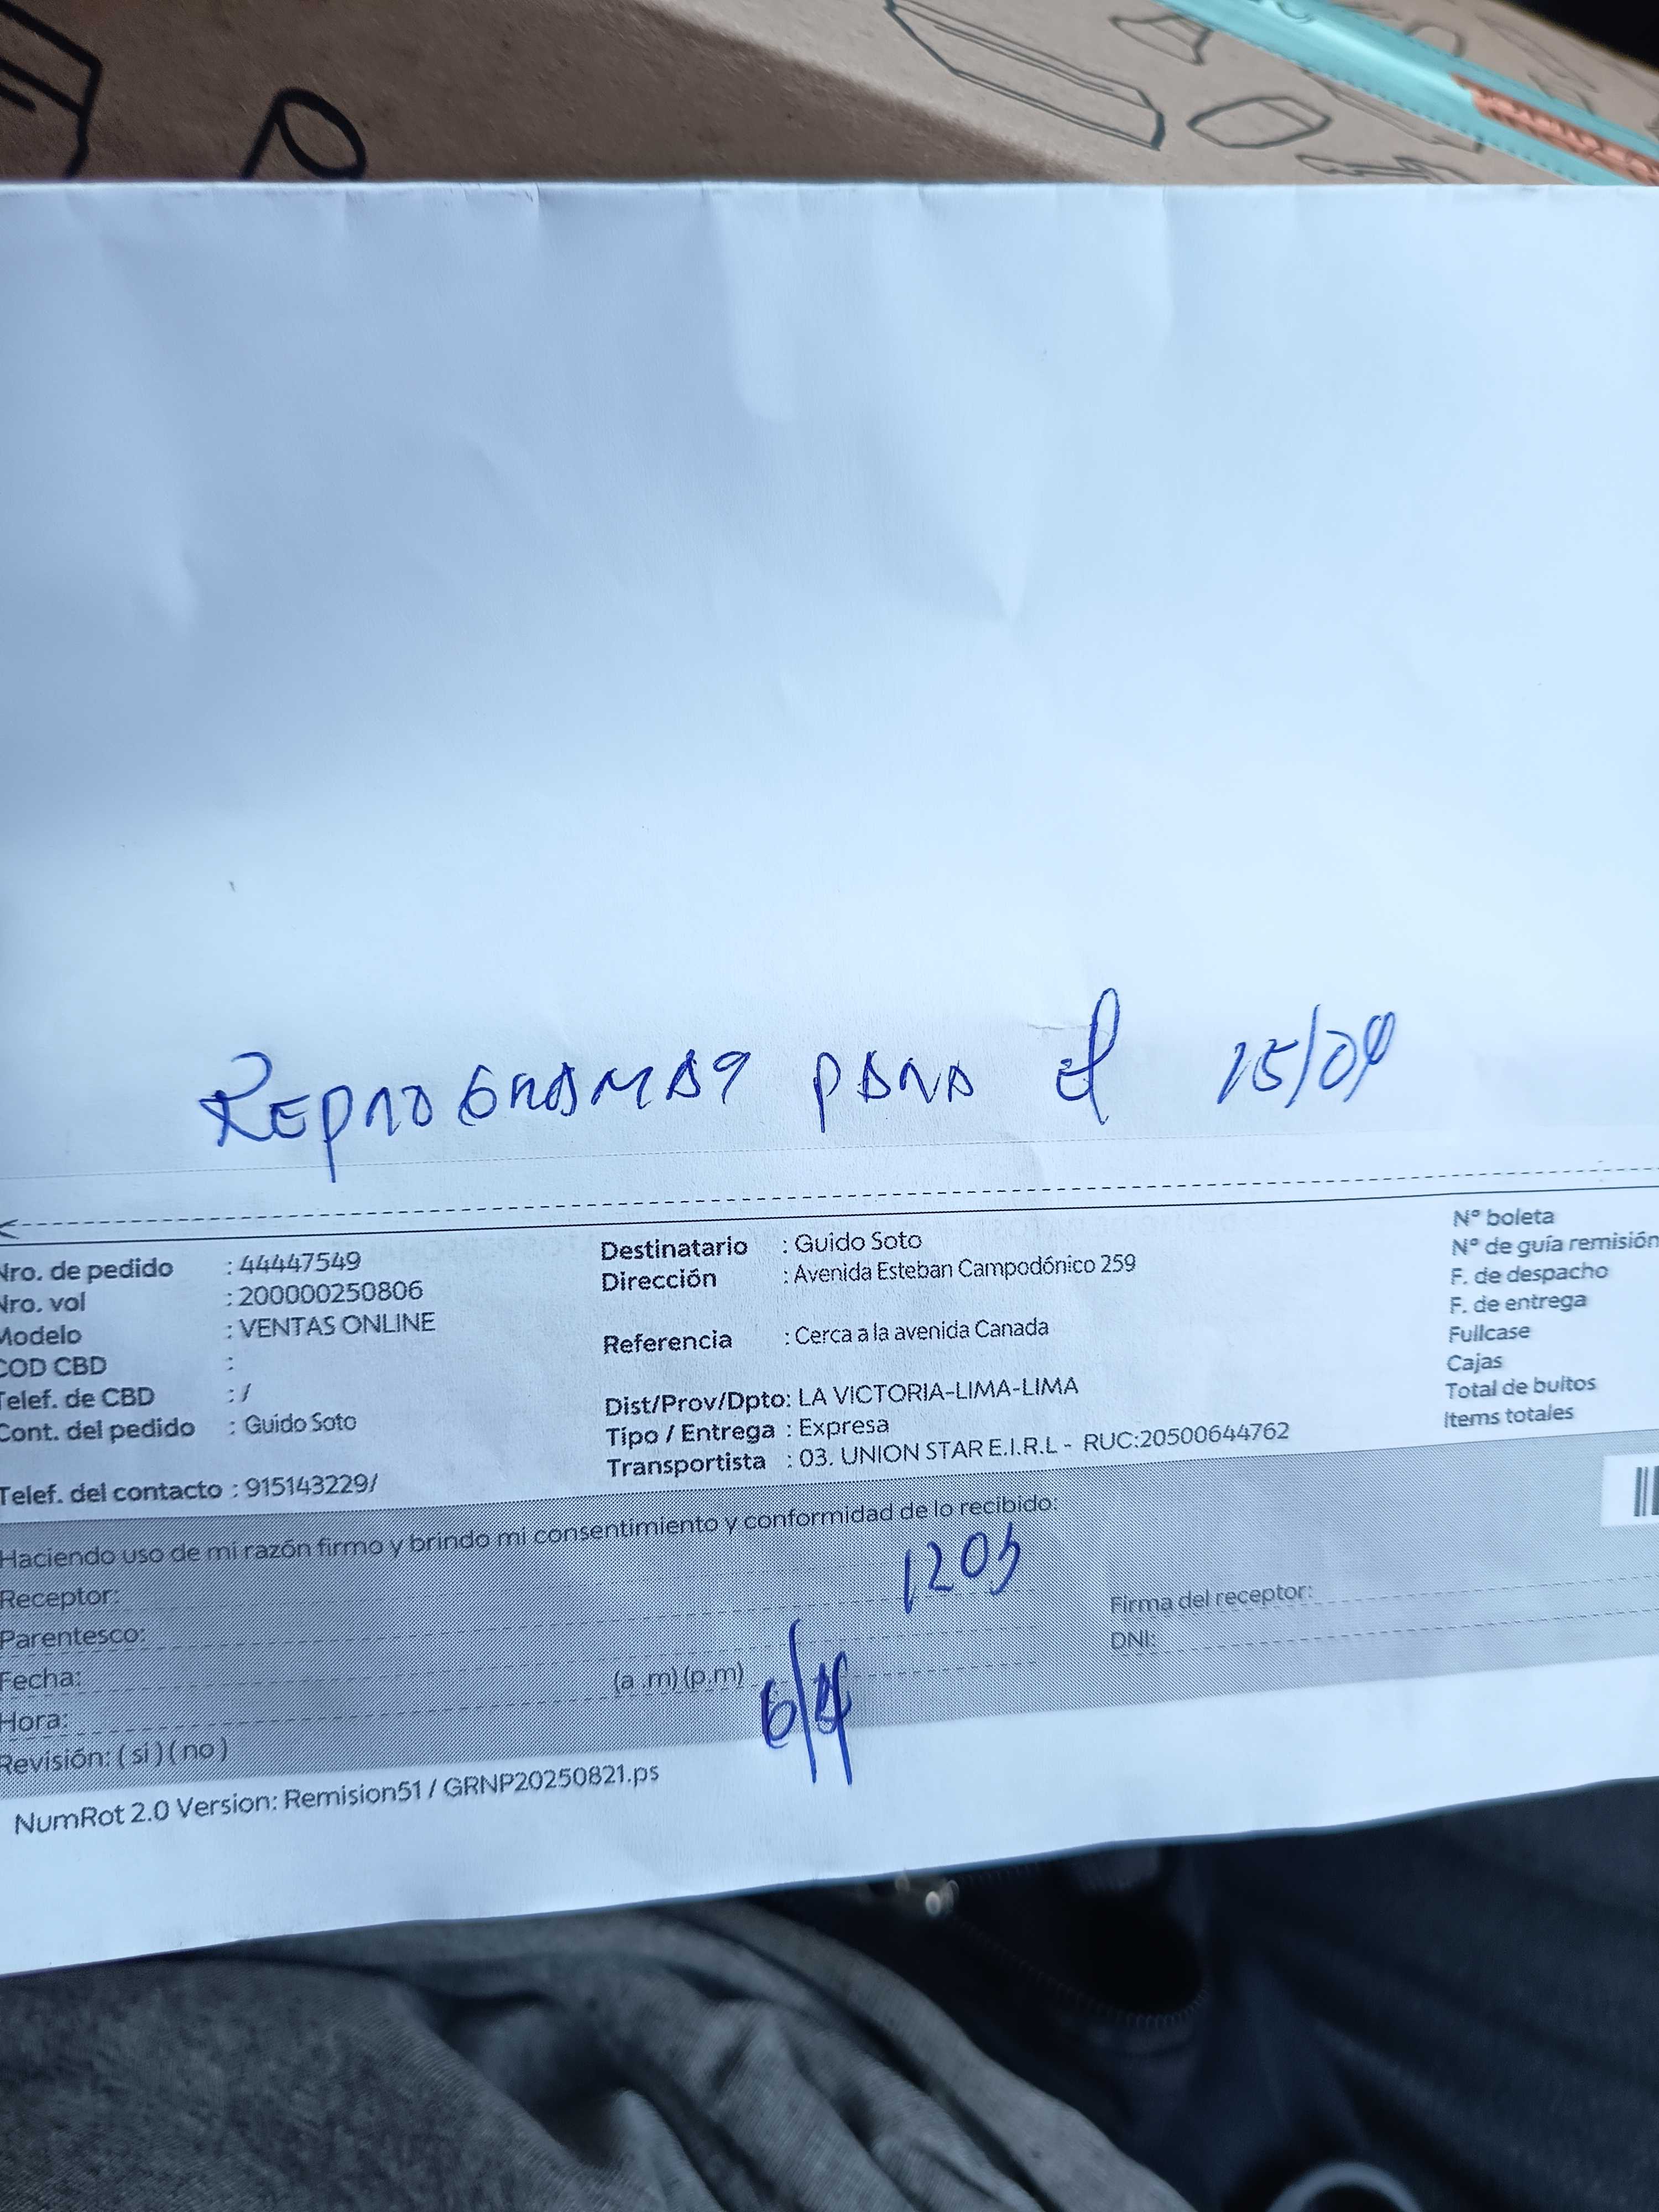 REPROGRAMAR PARA El 15/04
Nro. de pedido : 44447549
Nro. vol : 200000250806
Modelo : VENTAS ONLINE
COD CBD :
Telef. de CBD : /
Cont. del pedido : Guido Soto
Telef. del contacto : 915143229/
Destinatario : Guido Soto
Dirección : Avenida Esteban Campodónico 259
Referencia : Cerca a la avenida Canada
Dist/Prov/Dpto: LA VICTORIA-LIMA-LIMA
Tipo / Entrega : Expresa
Transportista : 03. UNION STAR E.I.R.L - RUC:20500644762
N° boleta
N° de guía remisión
F. de despacho
F. de entrega
Fullcase
Cajas
Total de bultos
Items totales
Haciendo uso de mi razón firmo y brindo mi consentimiento y conformidad de lo recibido:
1203
Receptor:
Parentesco:
Fecha:
Hora:
(a .m) (p.m)
Revisión: ( si ) ( no )
Firma del receptor:
DNI:
NumRot 2.0 Version: Remision51 / GRNP20250821.ps